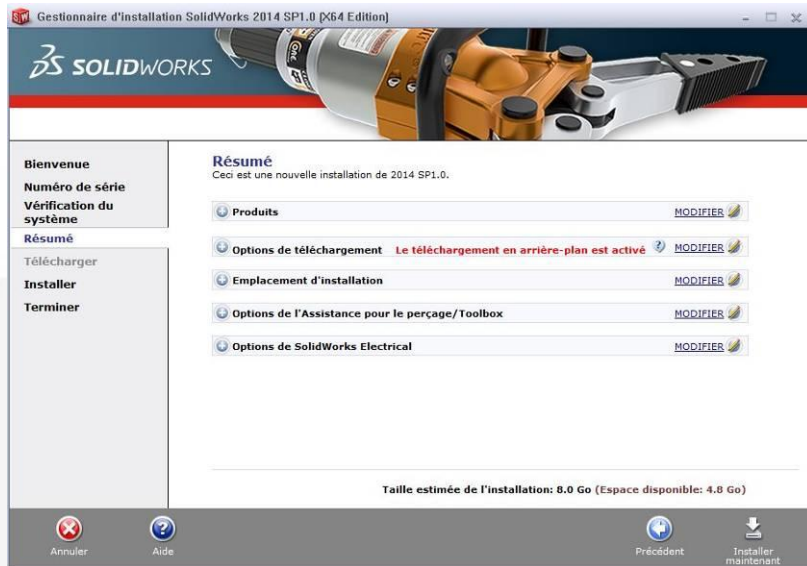 Gestionnaire d'installation SolidWorks 2014 SP1.0 (X64 Edition)
SOLIDWORKS
Bienvenue
Numéro de série
Vérification du
système
Résumé
Télécharger
Installer
Terminer
Résumé
Ceci est une nouvelle installation de 2014 SP1.0.
Produits MODIFIER
Options de téléchargement Le téléchargement en arrière-plan est activé MODIFIER
Emplacement d'installation MODIFIER
Options de l'Assistance pour le perçage/Toolbox MODIFIER
Options de SolidWorks Electrical MODIFIER
Taille estimée de l'installation: 8.0 Go (Espace disponible: 4.8 Go)
Annuler
Aide
Précédent
Installer
maintenant